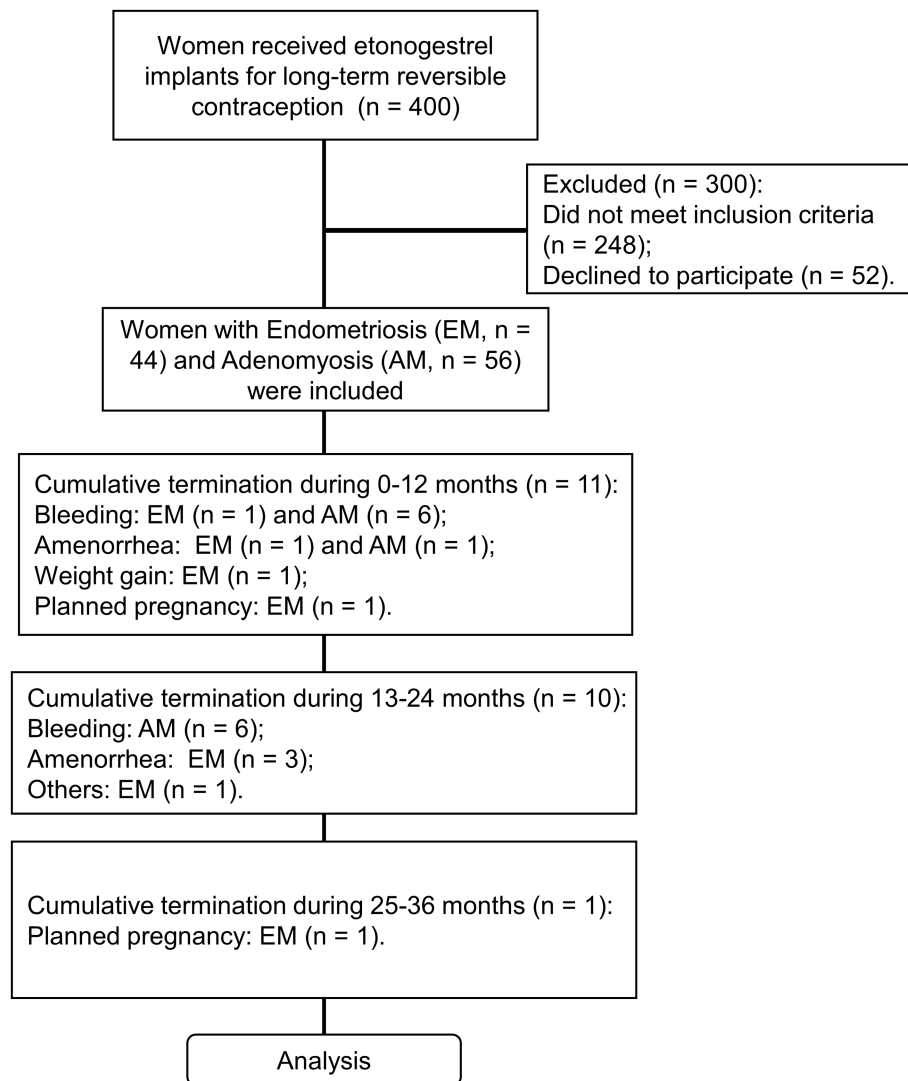 Women received etonogestrel
implants for long-term reversible
contraception  (n = 400)
Excluded (n = 300):
Did not meet inclusion criteria
(n = 248);
Declined to participate (n = 52).
Women with Endometriosis (EM, n =
44) and Adenomyosis (AM, n = 56)
were included
Cumulative termination during 0-12 months (n = 11):
Bleeding: EM (n = 1) and AM (n = 6);
Amenorrhea:  EM (n = 1) and AM (n = 1);
Weight gain: EM (n = 1);
Planned pregnancy: EM (n = 1).
Cumulative termination during 13-24 months (n = 10):
Bleeding: AM (n = 6);
Amenorrhea:  EM (n = 3);
Others: EM (n = 1).
Cumulative termination during 25-36 months (n = 1):
Planned pregnancy: EM (n = 1).
Analysis